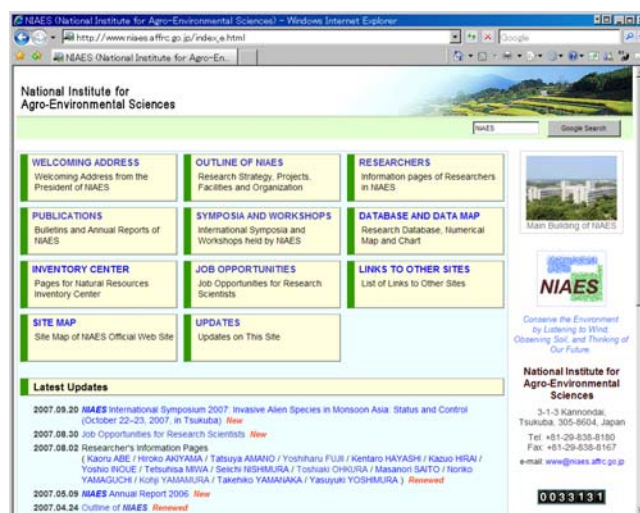 NIAES (National Institute for Agro-Environmental Sciences) - Windows Internet Explorer
http://www.niaes.affrc.go.jp/index_e.html
Google
NIAES (National Institute for Agro-En...
National Institute for
Agro-Environmental Sciences
NIAES
Google Search
WELCOMING ADDRESS
Welcoming Address from the
President of NIAES
OUTLINE OF NIAES
Research Strategy, Projects,
Facilities and Organization
RESEARCHERS
Information pages of Researchers
in NIAES
PUBLICATIONS
Bulletins and Annual Reports of
NIAES
SYMPOSIA AND WORKSHOPS
International Symposia and
Workshops held by NIAES
DATABASE AND DATA MAP
Research Database, Numerical
Map and Chart
INVENTORY CENTER
Pages for Natural Resources
Inventory Center
JOB OPPORTUNITIES
Job Opportunities for Research
Scientists
LINKS TO OTHER SITES
List of Links to Other Sites
SITE MAP
Site Map of NIAES Official Web Site
UPDATES
Updates on This Site
Main Building of NIAES
NIAES
Conserve the Environment
by Listening to Wind,
Observing Soil, and Thinking of
Our Future.
National Institute for
Agro-Environmental
Sciences
3-1-3 Kannondai,
Tsukuba, 305-8604, Japan
Tel. +81-29-838-8180
Fax: +81-29-838-8167
e-mail: www@niaes.affrc.go.jp
0033131
Latest Updates
2007.09.20 NIAES International Symposium 2007: Invasive Alien Species in Monsoon Asia: Status and Control
(October 22–23, 2007, in Tsukuba) New
2007.08.30 Job Opportunities for Research Scientists New
2007.08.02 Researcher's Information Pages
( Kaoru ABE / Hiroko AKIYAMA / Tatsuya AMANO / Yoshiharu FUJII / Kentaro HAYASHI / Kazuo HIRAI /
Yoshio INOUE / Tetsuhisa MIWA / Seiichi NISHIMURA / Toshiaki OHKURA / Masanori SAITO / Noriko
YAMAGUCHI / Kohji YAMAMURA / Takehiko YAMANAKA / Yasuyuki YOSHIMURA ) Renewed
2007.05.09 NIAES Annual Report 2006 New
2007.04.24 Outline of NIAES Renewed